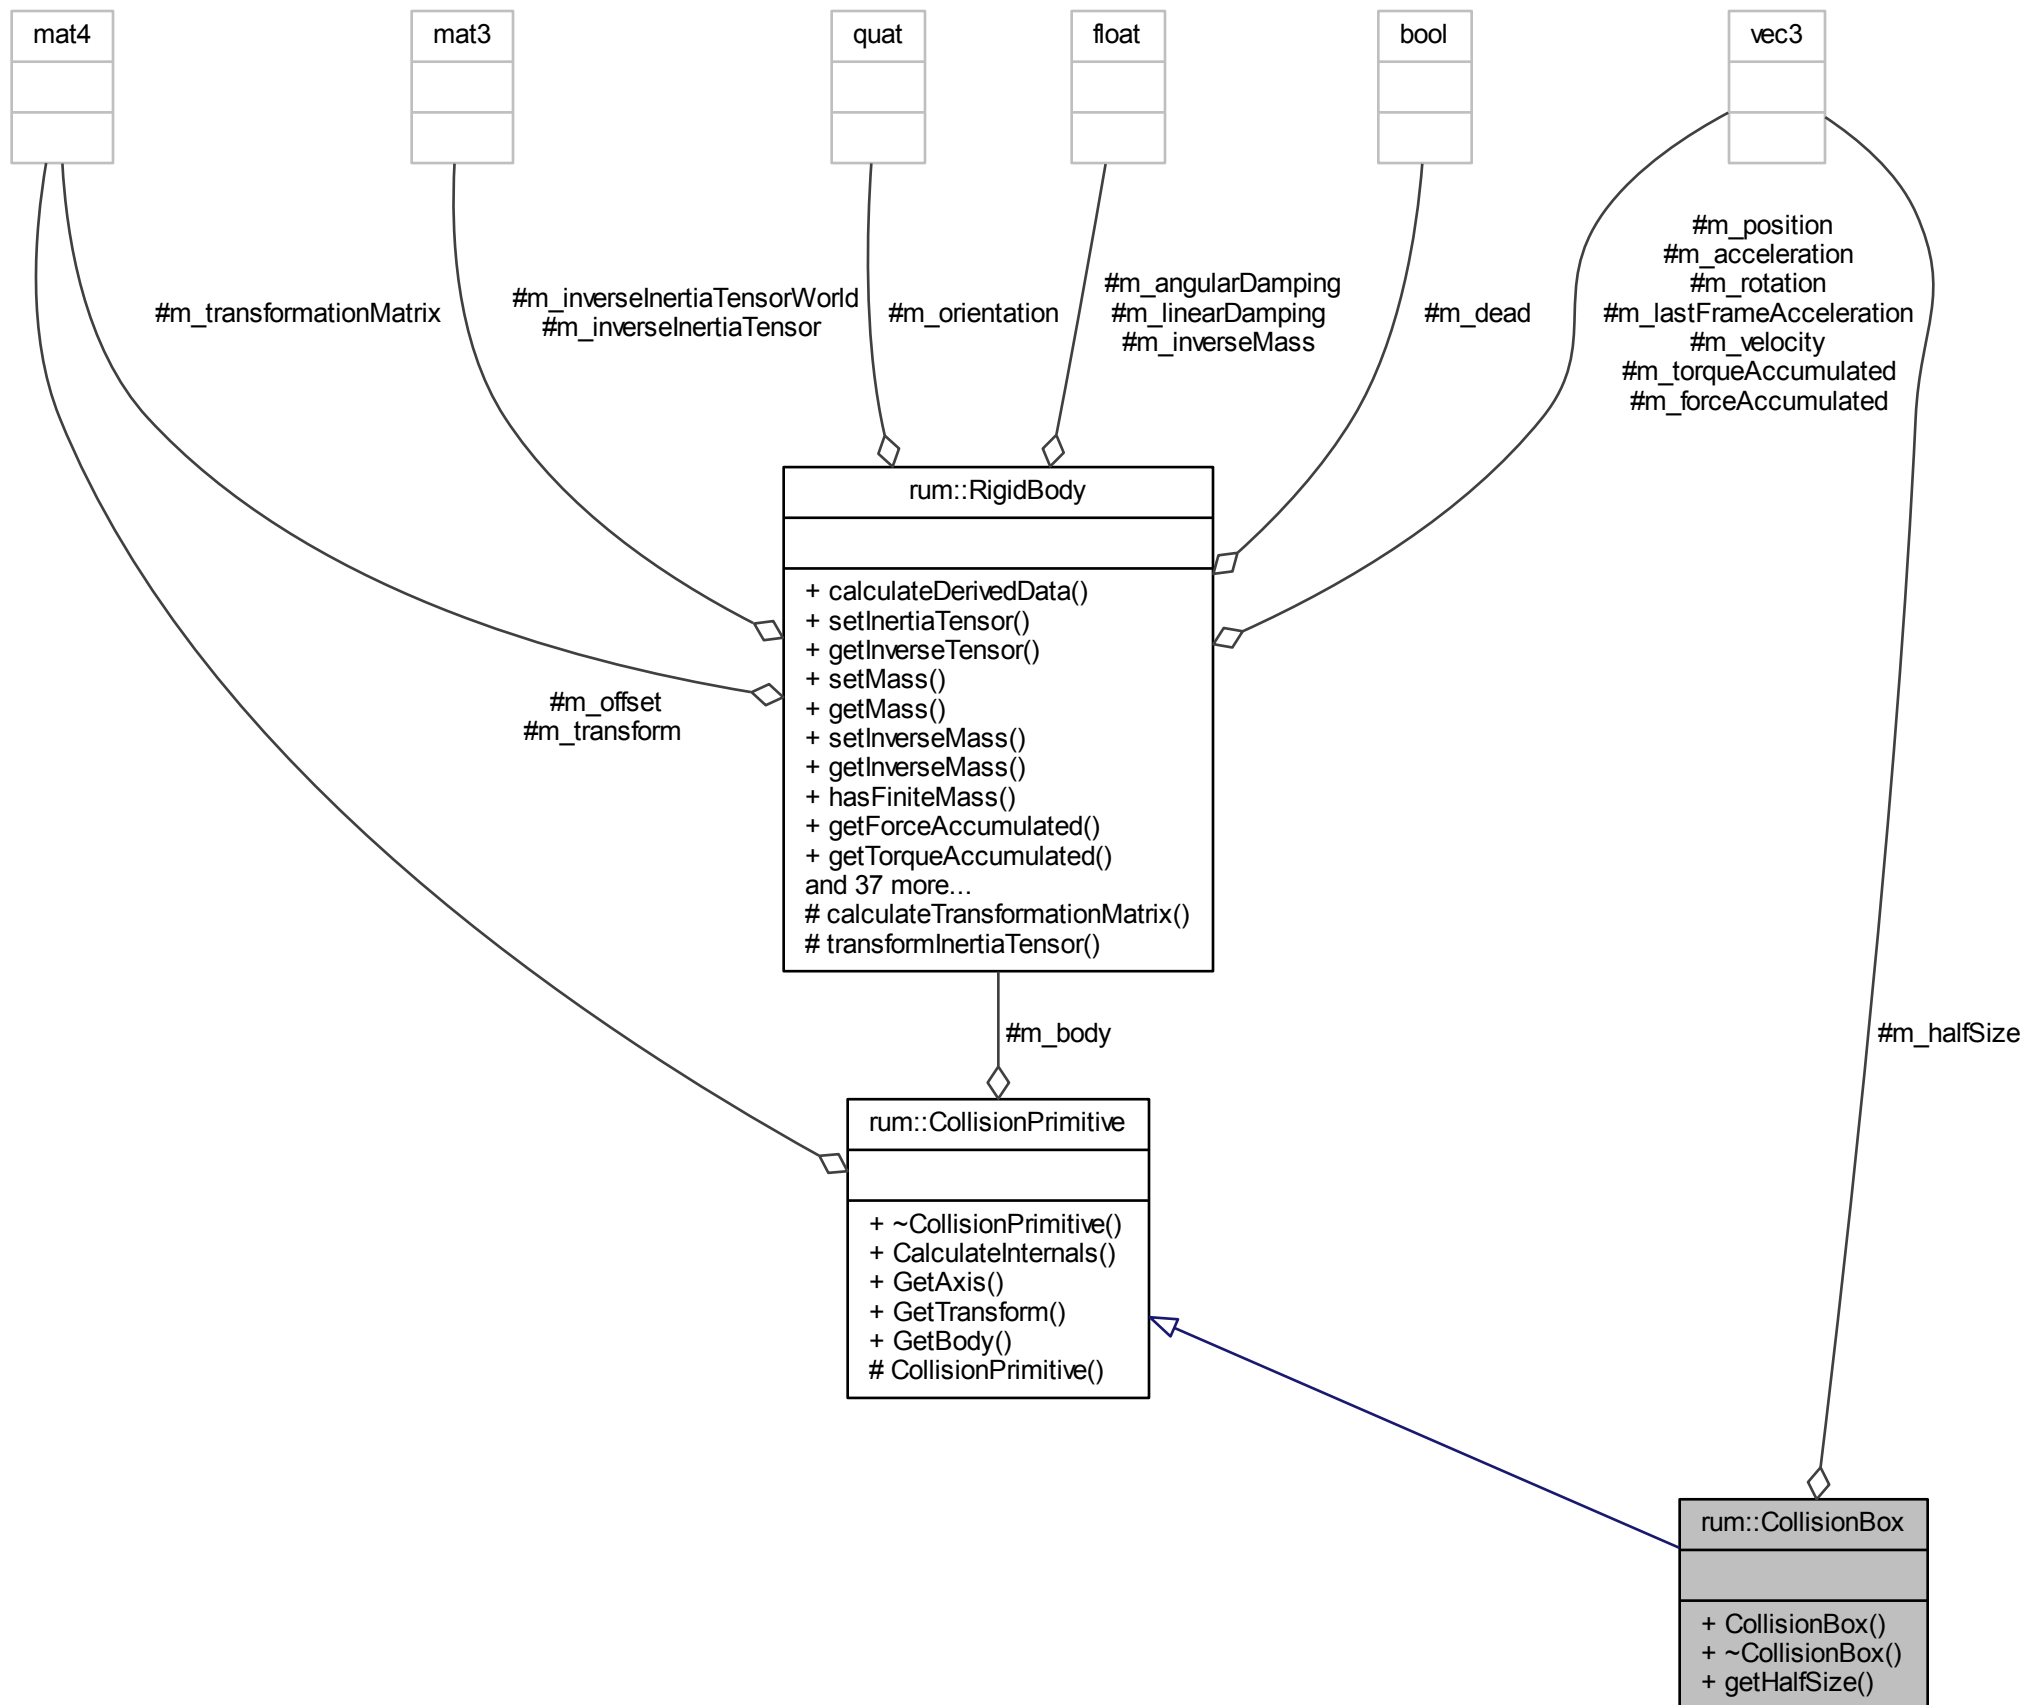 mat4
mat3
quat
float
bool
vec3
#m_position
#m_acceleration
#m_rotation
#m_lastFrameAcceleration
#m_velocity
#m_torqueAccumulated
#m_forceAccumulated
#m_transformationMatrix
#m_inverseInertiaTensorWorld
#m_inverseInertiaTensor
#m_orientation
#m_angularDamping
#m_linearDamping
#m_inverseMass
#m_dead
rum::RigidBody
+ calculateDerivedData()
+ setInertiaTensor()
+ getInverseTensor()
+ setMass()
+ getMass()
+ setInverseMass()
+ getInverseMass()
+ hasFiniteMass()
+ getForceAccumulated()
+ getTorqueAccumulated()
and 37 more...
# calculateTransformationMatrix()
# transformInertiaTensor()
#m_offset
#m_transform
#m_body
#m_halfSize
rum::CollisionPrimitive
+ ~CollisionPrimitive()
+ CalculateInternals()
+ GetAxis()
+ GetTransform()
+ GetBody()
# CollisionPrimitive()
rum::CollisionBox
+ CollisionBox()
+ ~CollisionBox()
+ getHalfSize()